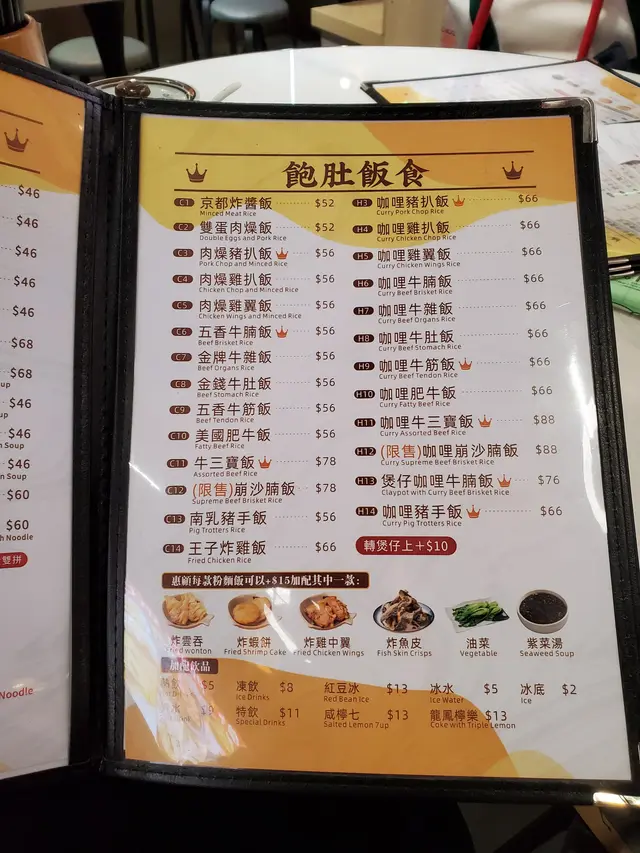 $46
$46
$46
$46
$46
$68
$68
$46
$46
n Soup
$46
n Soup
$60
$60
h Noodle
雙拼
Noodle
飽肚飯食
C1 京都炸醬飯 $52
Minced Meat Rice
C2 雙蛋肉燥飯 $52
Double Eggs and Pork Rice
C3 肉燥豬扒飯 $56
Pork Chop and Minced Rice
C4 肉燥雞扒飯 $56
Chicken Chop and Minced Rice
C5 肉燥雞翼飯 $56
Chicken Wings and Minced Rice
C6 五香牛腩飯 $56
Beef Brisket Rice
C7 金牌牛雜飯 $56
Beef Organs Rice
C8 金錢牛肚飯 $56
Beef Stomach Rice
C9 五香牛筋飯 $56
Beef Tendon Rice
C10 美國肥牛飯 $56
Fatty Beef Rice
C11 牛三寶飯 $78
Assorted Beef Rice
C12 (限售)崩沙腩飯 $78
Supreme Beef Brisket Rice
C13 南乳豬手飯 $56
Pig Trotters Rice
C14 王子炸雞飯 $66
Fried Chicken Rice
H3 咖哩豬扒飯 $66
Curry Pork Chop Rice
H4 咖哩雞扒飯 $66
Curry Chicken Chop Rice
H5 咖哩雞翼飯 $66
Curry Chicken Wings Rice
H6 咖哩牛腩飯 $66
Curry Beef Brisket Rice
H7 咖哩牛雜飯 $66
Curry Beef Organs Rice
H8 咖哩牛肚飯 $66
Curry Beef Stomach Rice
H9 咖哩牛筋飯 $66
Curry Beef Tendon Rice
H10 咖哩肥牛飯 $66
Curry Fatty Beef Rice
H11 咖哩牛三寶飯 $88
Curry Assorted Beef Rice
H12 (限售)咖哩崩沙腩飯 $88
Curry Supreme Beef Brisket Rice
H13 煲仔咖哩牛腩飯 $76
Claypot with Curry Beef Brisket Rice
H14 咖哩豬手飯 $66
Curry Pig Trotters Rice
轉煲仔上+$10
惠顧每款粉麵飯可以+$15加配其中一款:
炸雲吞 炸蝦餅 炸雞中翼 炸魚皮 油菜 紫菜湯
Fried wonton Fried Shrimp Cake Fried Chicken Wings Fish Skin Crisps Vegetable Seaweed Soup
加配飲品
熱飲 $5 凍飲 $8 紅豆冰 $13 冰水 $5 冰底 $2
Ice Drinks Red Bean Ice Ice Water Ice
$9 特飲 $11 咸檸七 $13 龍鳳檸樂 $13
Special Drinks Salted Lemon 7up Coke with Triple Lemon